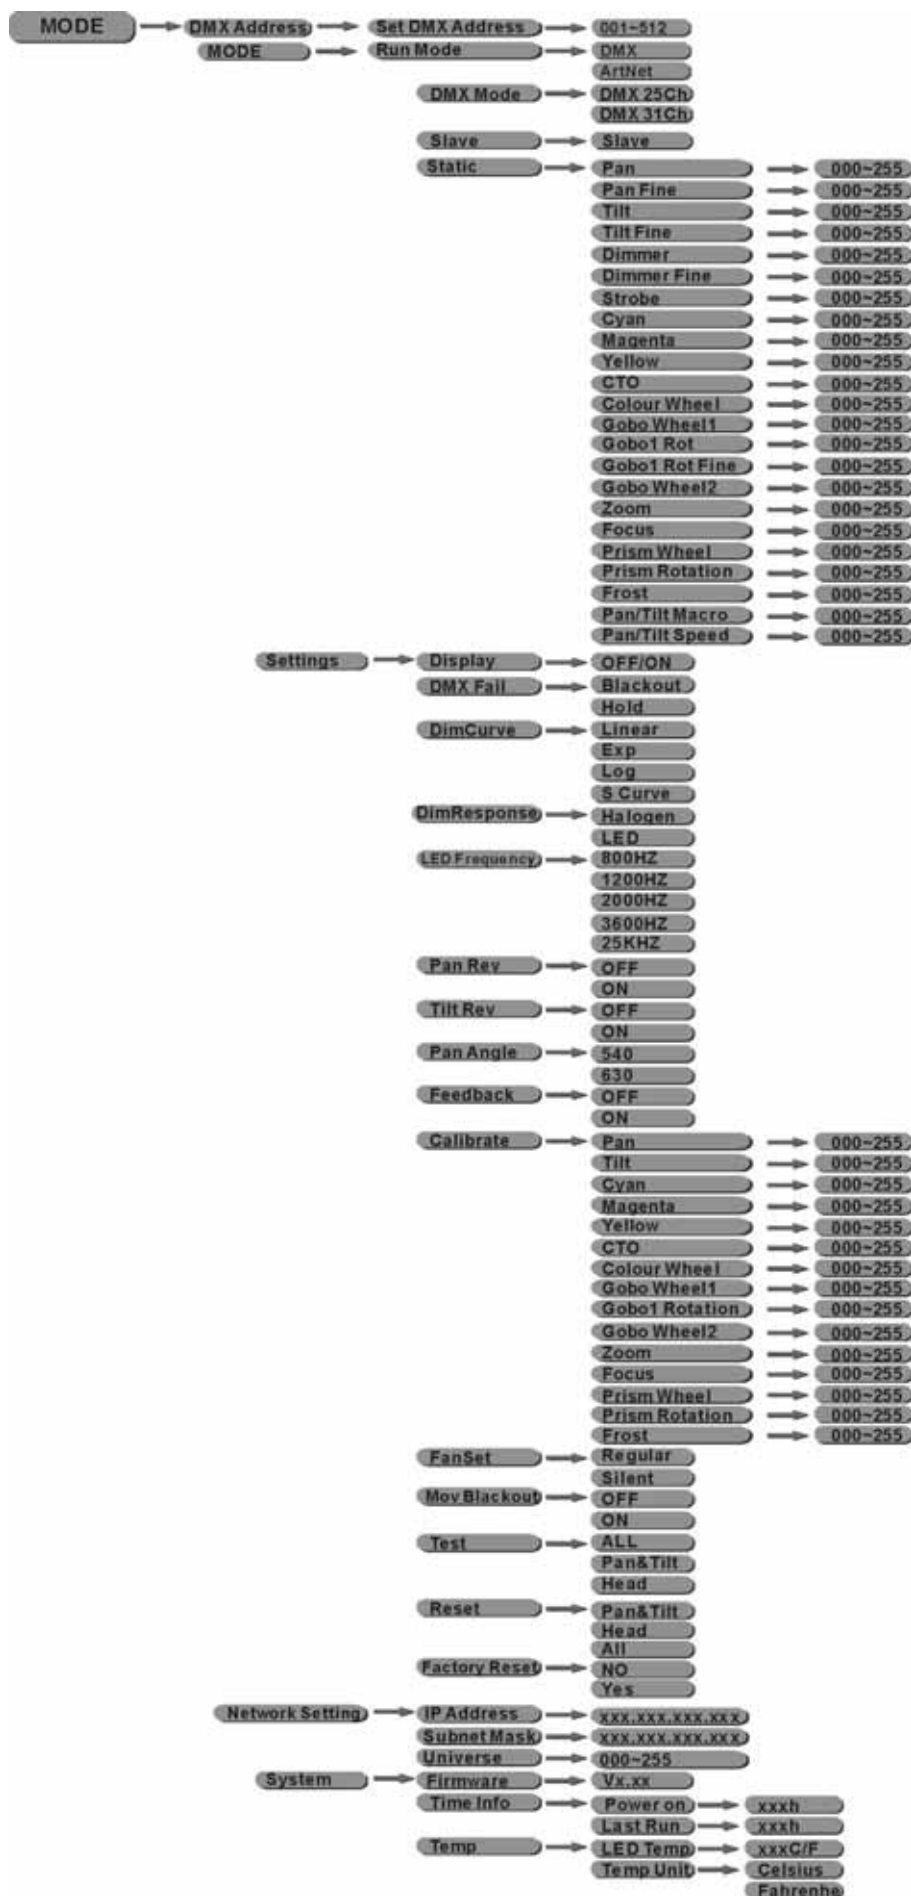 MODE DMX Address Set DMX Address 001~512
MODE Run Mode DMX
ArtNet
DMX Mode DMX 25Ch
DMX 31Ch
Slave Slave
Static Pan 000~255
Pan Fine 000~255
Tilt 000~255
Tilt Fine 000~255
Dimmer 000~255
Dimmer Fine 000~255
Strobe 000~255
Cyan 000~255
Magenta 000~255
Yellow 000~255
CTO 000~255
Colour Wheel 000~255
Gobo Wheel1 000~255
Gobo1 Rot 000~255
Gobo1 Rot Fine 000~255
Gobo Wheel2 000~255
Zoom 000~255
Focus 000~255
Prism Wheel 000~255
Prism Rotation 000~255
Frost 000~255
Pan/Tilt Macro 000~255
Pan/Tilt Speed 000~255
Settings Display OFF/ON
DMX Fail Blackout
Hold
DimCurve Linear
Exp
Log
S Curve
DimResponse Halogen
LED
LED Frequency 800HZ
1200HZ
2000HZ
3600HZ
25KHZ
Pan Rev OFF
ON
Tilt Rev OFF
ON
Pan Angle 540
630
Feedback OFF
ON
Calibrate Pan 000~255
Tilt 000~255
Cyan 000~255
Magenta 000~255
Yellow 000~255
CTO 000~255
Colour Wheel 000~255
Gobo Wheel1 000~255
Gobo1 Rotation 000~255
Gobo Wheel2 000~255
Zoom 000~255
Focus 000~255
Prism Wheel 000~255
Prism Rotation 000~255
Frost 000~255
FanSet Regular
Silent
Mov Blackout OFF
ON
Test ALL
Pan&Tilt
Head
Reset Pan&Tilt
Head
All
Factory Reset NO
Yes
Network Setting IP Address xxx.xxx.xxx.xxx
Subnet Mask xxx.xxx.xxx.xxx
Universe 000~255
System Firmware Vx.xx
Time Info Power on xxxh
Last Run xxxh
Temp LED Temp xxxC/F
Temp Unit Celsius
Fahrenhe